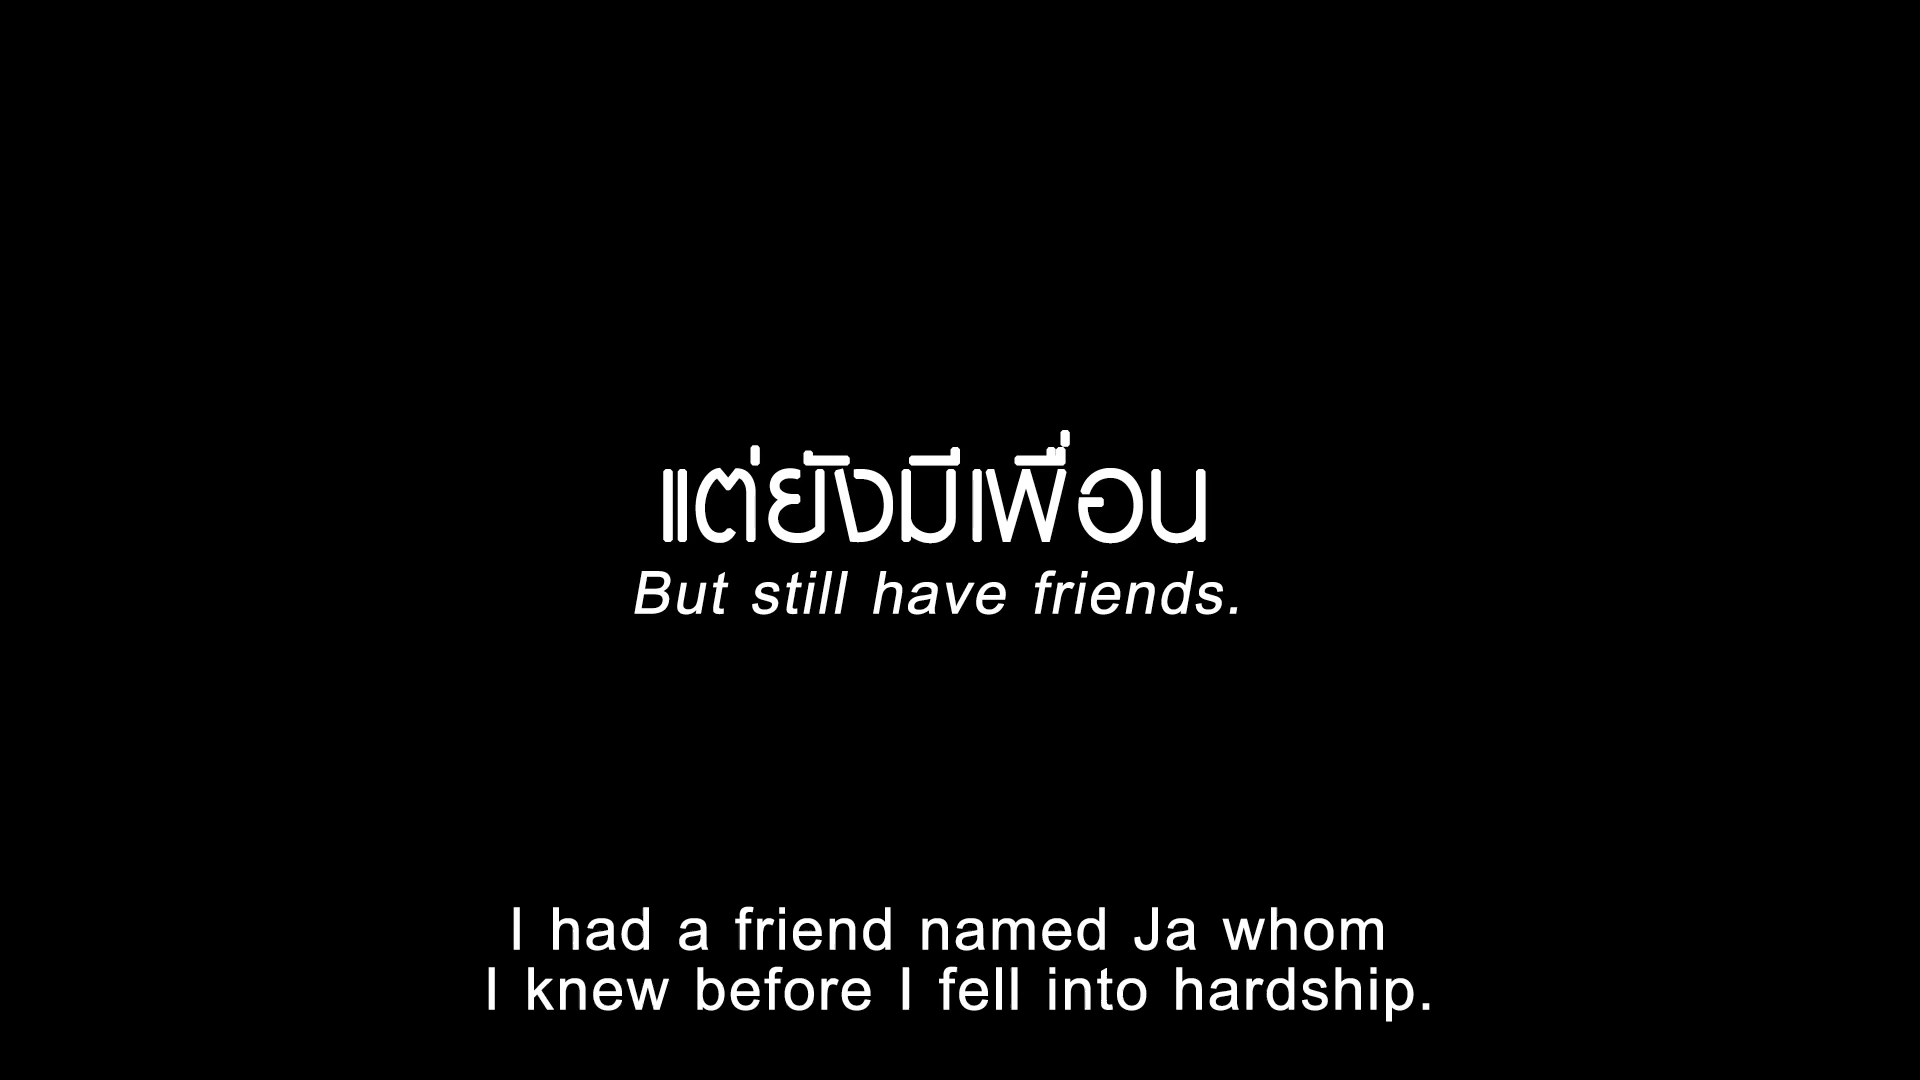 แต่ยังมีเพื่อน
But still have friends.
I had a friend named Ja whom
I knew before I fell into hardship.